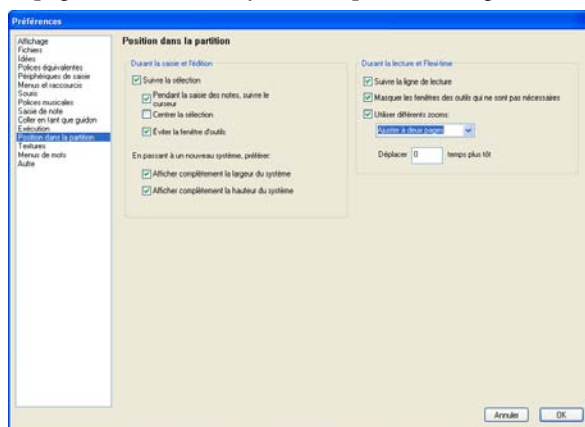 Préférences
Affichage
Fichiers
Idées
Polices équivalentes
Périphériques de saisie
Menus et raccourcis
Souris
Polices musicales
Saisie de note
Coller en tant que guidon
Exécution
Position dans la partition
Textures
Menus de mots
Autre
Position dans la partition
Durant la saisie et l'édition
Suivre la sélection
Pendant la saisie des notes, suivre le
curseur
Centrer la sélection
Éviter la fenêtre d'outils
En passant à un nouveau système, préférer:
Afficher complètement la largeur du système
Afficher complètement la hauteur du système
Durant la lecture et Flexi-time
Suivre la ligne de lecture
Masquer les fenêtres des outils qui ne sont pas nécessaires
Utiliser différents zooms:
Ajuster à deux pages
Déplacer 0 temps plus tôt
Annuler OK